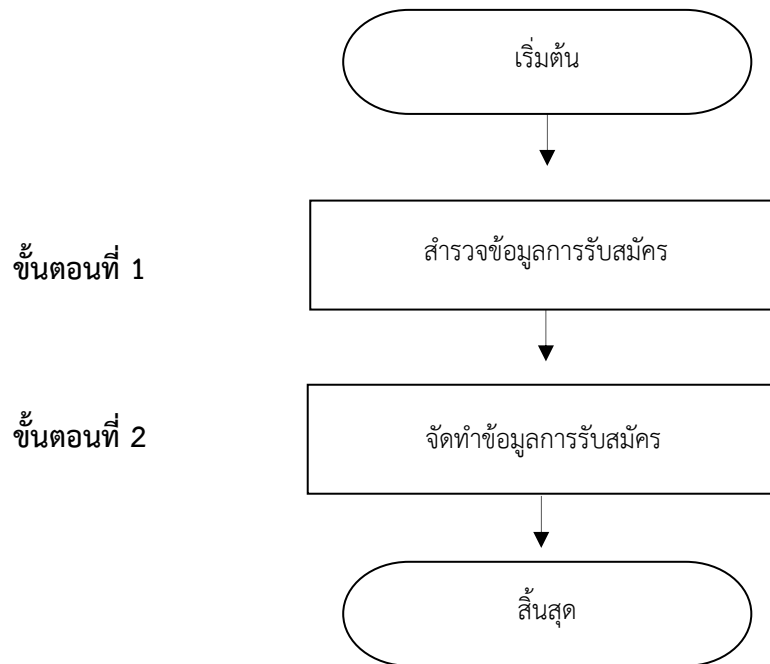 เริ่มต้น
ขั้นตอนที่ 1
สำรวจข้อมูลการรับสมัคร
ขั้นตอนที่ 2
จัดทำข้อมูลการรับสมัคร
สิ้นสุด